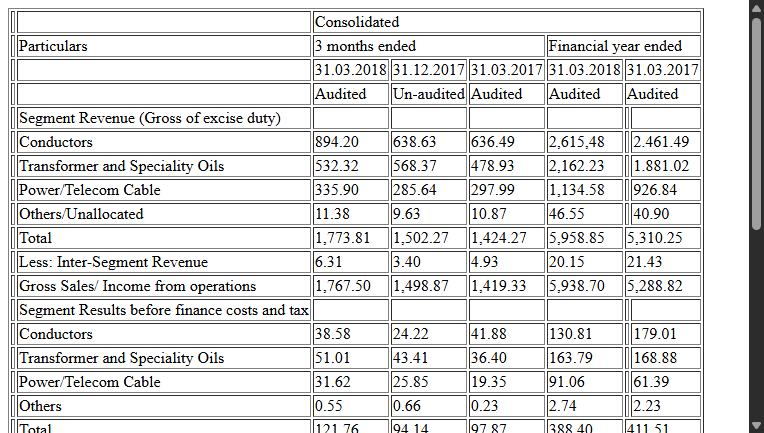 Consolidated
Particulars 3 months ended Financial year ended
31.03.2018 31.12.2017 31.03.2017 31.03.2018 31.03.2017
Audited Un-audited Audited Audited Audited
Segment Revenue (Gross of excise duty)
Conductors 894.20 638.63 636.49 2,615,48 2.461.49
Transformer and Speciality Oils 532.32 568.37 478.93 2,162.23 1.881.02
Power/Telecom Cable 335.90 285.64 297.99 1,134.58 926.84
Others/Unallocated 11.38 9.63 10.87 46.55 40.90
Total 1,773.81 1,502.27 1,424.27 5,958.85 5,310.25
Less: Inter-Segment Revenue 6.31 3.40 4.93 20.15 21.43
Gross Sales/ Income from operations 1,767.50 1,498.87 1,419.33 5,938.70 5,288.82
Segment Results before finance costs and tax
Conductors 38.58 24.22 41.88 130.81 179.01
Transformer and Speciality Oils 51.01 43.41 36.40 163.79 168.88
Power/Telecom Cable 31.62 25.85 19.35 91.06 61.39
Others 0.55 0.66 0.23 2.74 2.23
Total 121.76 94.14 97.87 388.40 411.51